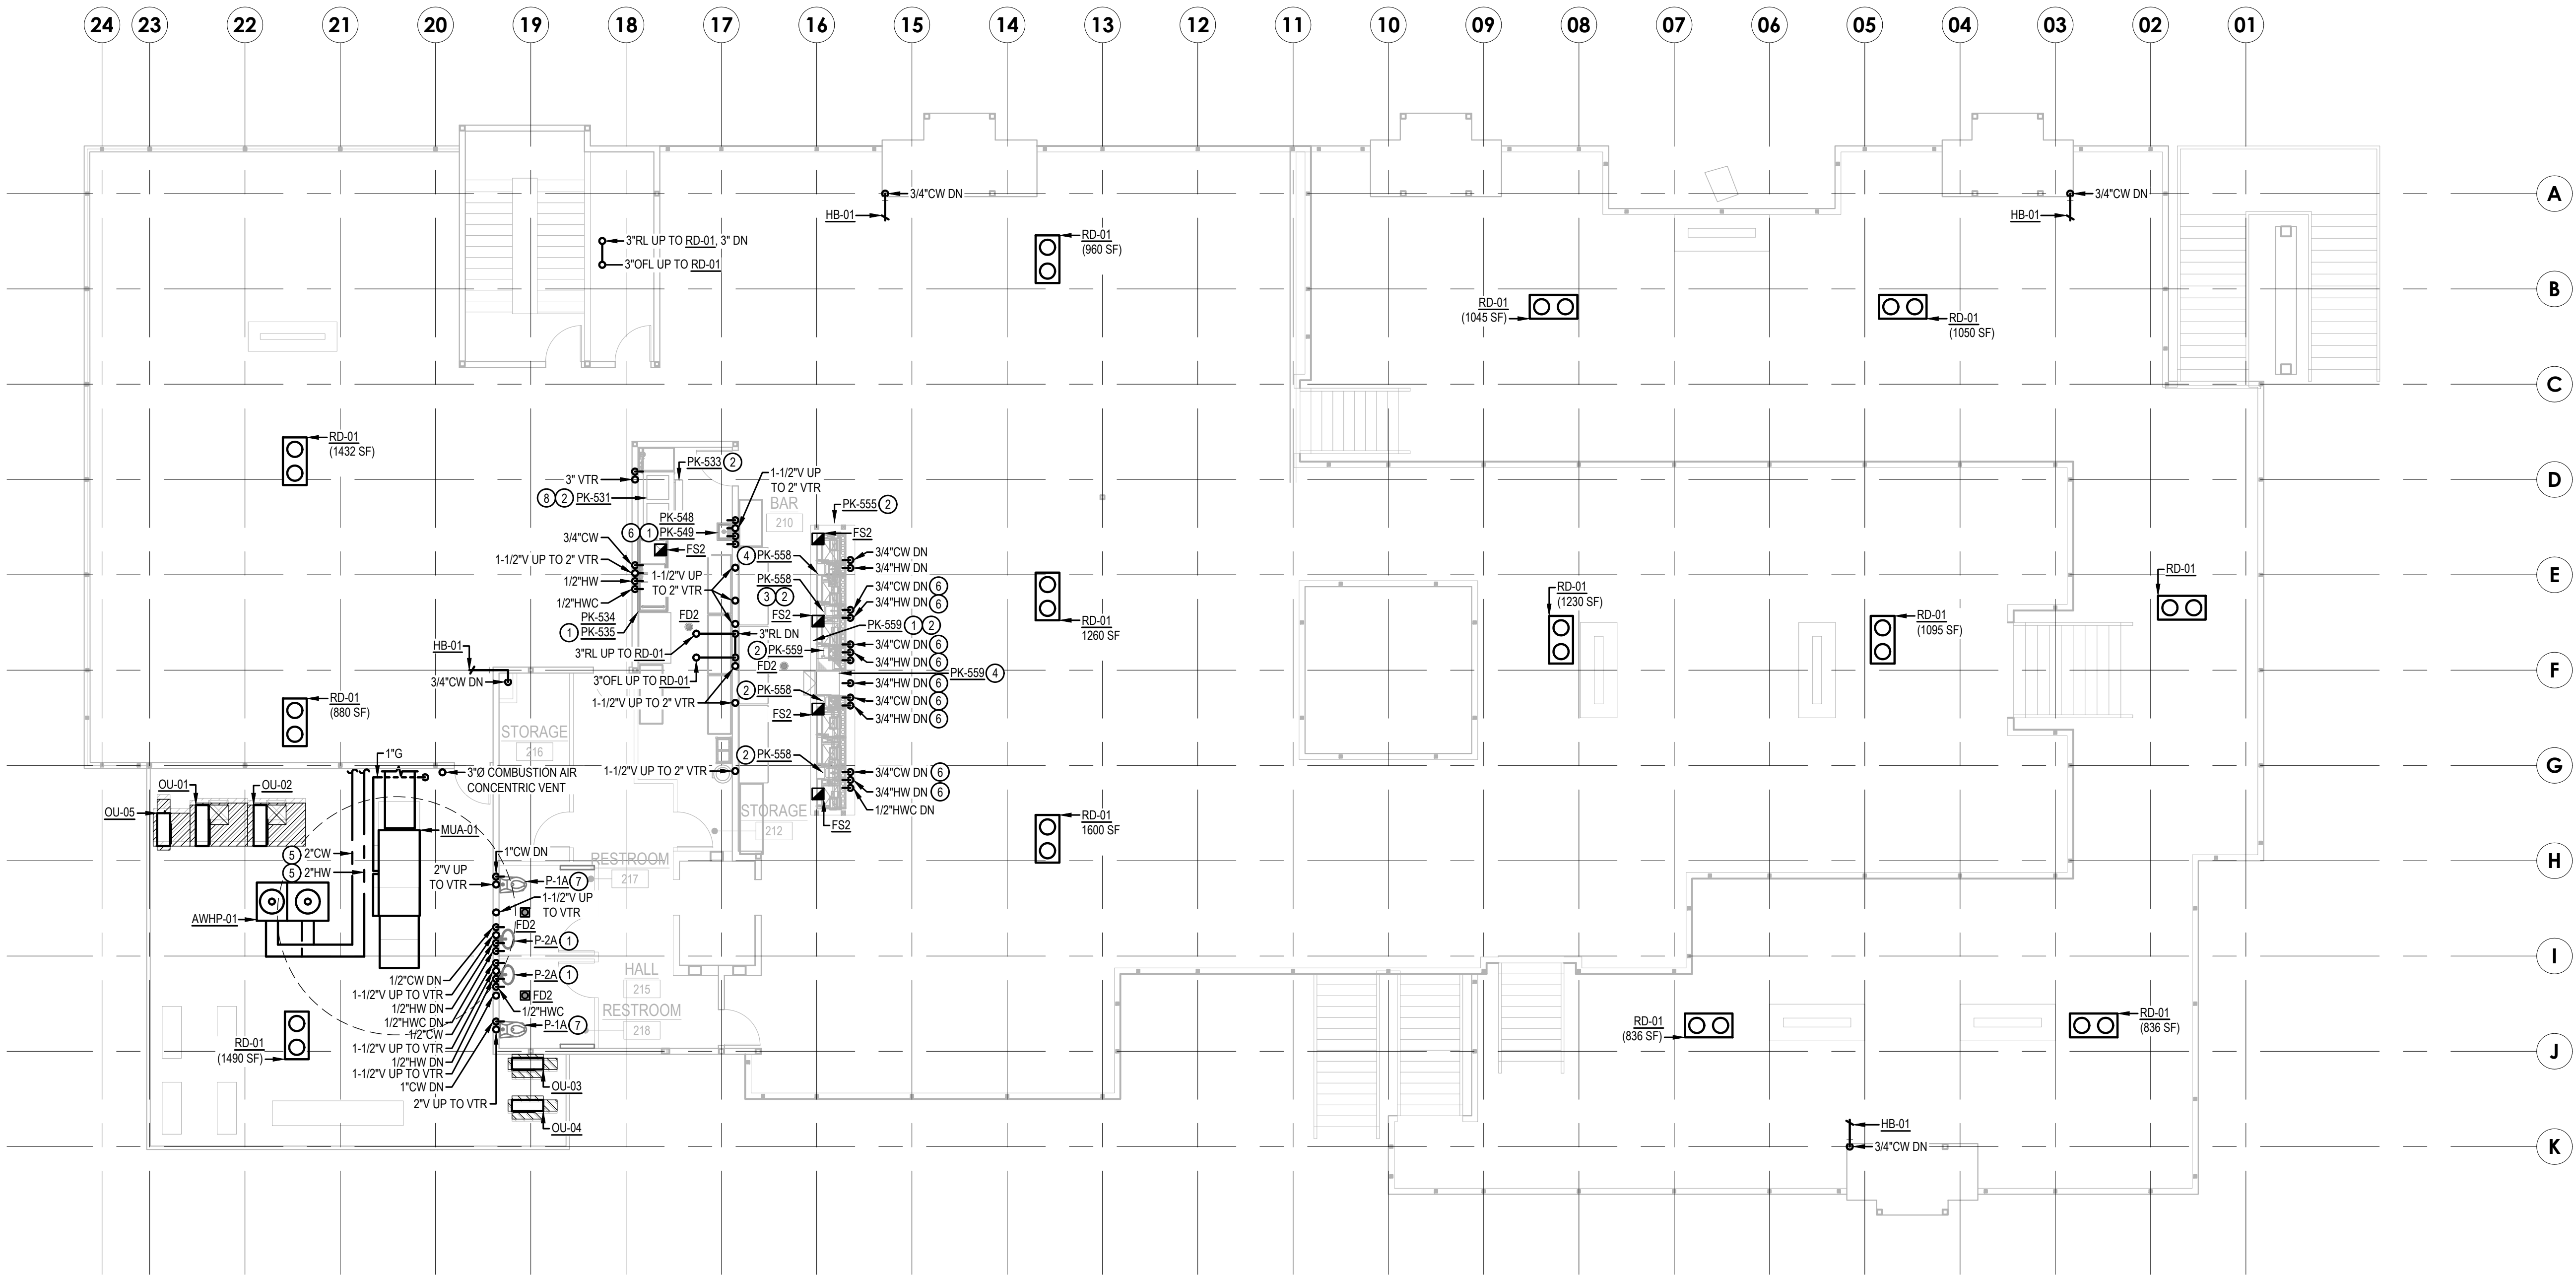 24 23 22 21 20 19 18 17 16 15 14 13 12 11 10 09 08 07 06 05 04 03 02 01
A
B
C
D
E
F
G
H
I
J
K
3/4"CW DN
HB-01
3/4"CW DN
HB-01
3"RL UP TO RD-01, 3" DN
3"OFL UP TO RD-01
RD-01
(960 SF)
RD-01
(1045 SF)
RD-01
(1050 SF)
RD-01
(1432 SF)
3" VTR
8 2 PK-531
PK-533 2
1-1/2"V UP
TO 2" VTR
BAR
210
PK-555 2
PK-548
6 1 PK-549
FS2
3/4"CW
FS2
1-1/2"V UP TO 2" VTR
4 PK-558
3/4"CW DN
3/4"HW DN
1/2"HW
1-1/2"V UP
TO 2" VTR
PK-558
3 2
3/4"CW DN 6
3/4"HW DN 6
1/2"HWC
PK-534
1 PK-535
FD2
FS2
PK-559 1 2
3"RL DN
3"RL UP TO RD-01
2 PK-559
3/4"CW DN 6
3/4"HW DN 6
FD2
PK-559 4
3"OFL UP TO RD-01
3/4"HW DN 6
2 PK-558
3/4"CW DN 6
1-1/2"V UP TO 2" VTR
FS2
3/4"HW DN 6
2 PK-558
1-1/2"V UP TO 2" VTR
3/4"CW DN 6
3/4"HW DN 6
1/2"HWC DN
STORAGE
212
FS2
RD-01
1260 SF
RD-01
(1230 SF)
RD-01
(1095 SF)
RD-01
RD-01
1600 SF
HB-01
3/4"CW DN
RD-01
(880 SF)
STORAGE
216
1"G
3"Ø COMBUSTION AIR
CONCENTRIC VENT
OU-01
OU-02
OU-05
MUA-01
5 2"CW
5 2"HW
AWHP-01
1"CW DN
2"V UP
TO VTR
RESTROOM
217
P-1A 7
1-1/2"V UP
TO VTR
FD2
P-2A 1
1/2"CW DN
1-1/2"V UP TO VTR
1/2"HW DN
1/2"HWC DN
1/2"CW
1-1/2"V UP TO VTR
1/2"HW DN
1-1/2"V UP TO VTR
1"CW DN
2"V UP TO VTR
P-2A 1
HALL
215
FD2
1/2"HWC
RESTROOM
218
P-1A 7
RD-01
(1490 SF)
OU-03
OU-04
RD-01
(836 SF)
RD-01
(836 SF)
HB-01
3/4"CW DN